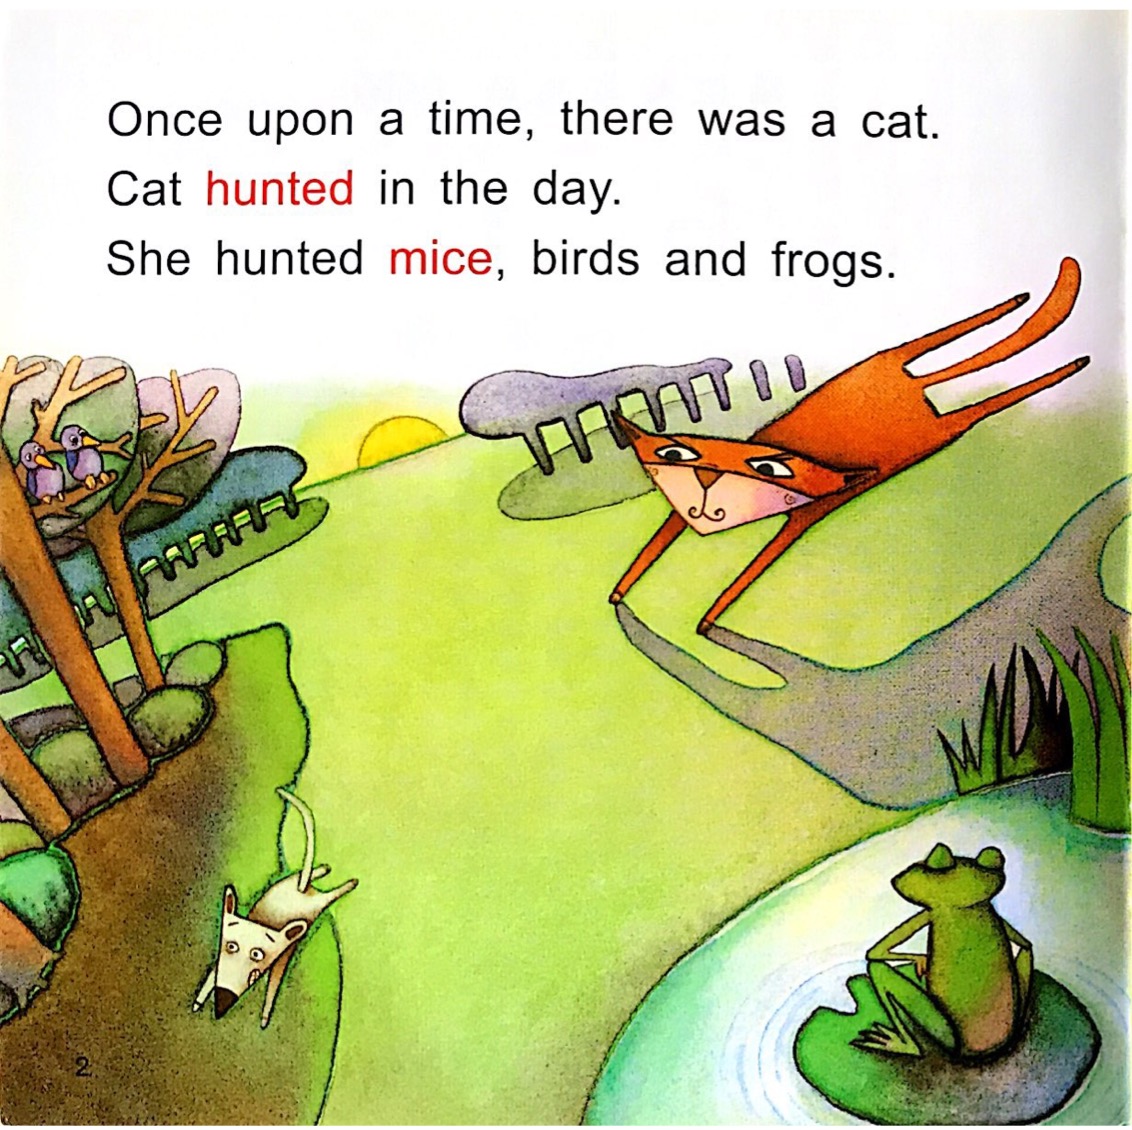 Once upon a time, there was a cat.
Cat hunted in the day.
She hunted mice, birds and frogs.
2